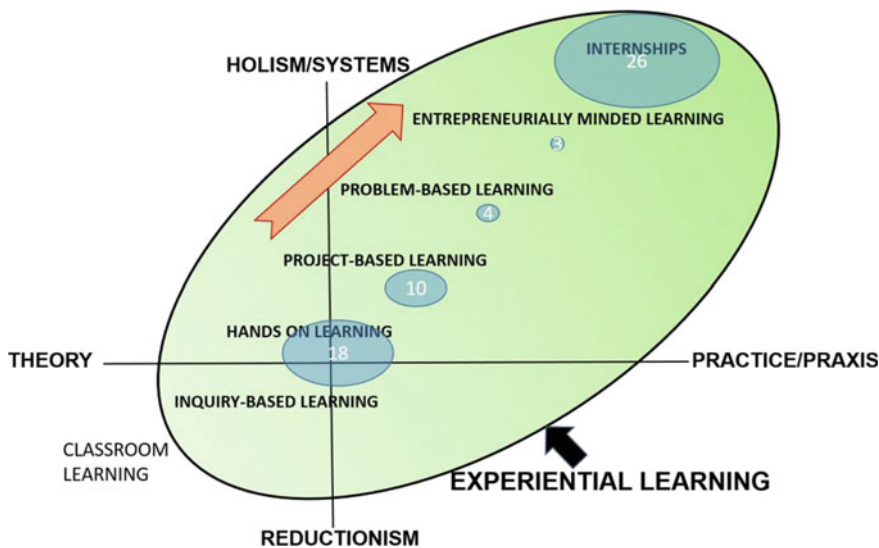 INTERNSHIPS
26
HOLISM/SYSTEMS
ENTREPRENEURIALLY MINDED LEARNING
3
PROBLEM-BASED LEARNING
4
PROJECT-BASED LEARNING
10
HANDS ON LEARNING
18
THEORY
PRACTICE/PRAXIS
INQUIRY-BASED LEARNING
CLASSROOM
LEARNING
EXPERIENTIAL LEARNING
REDUCTIONISM